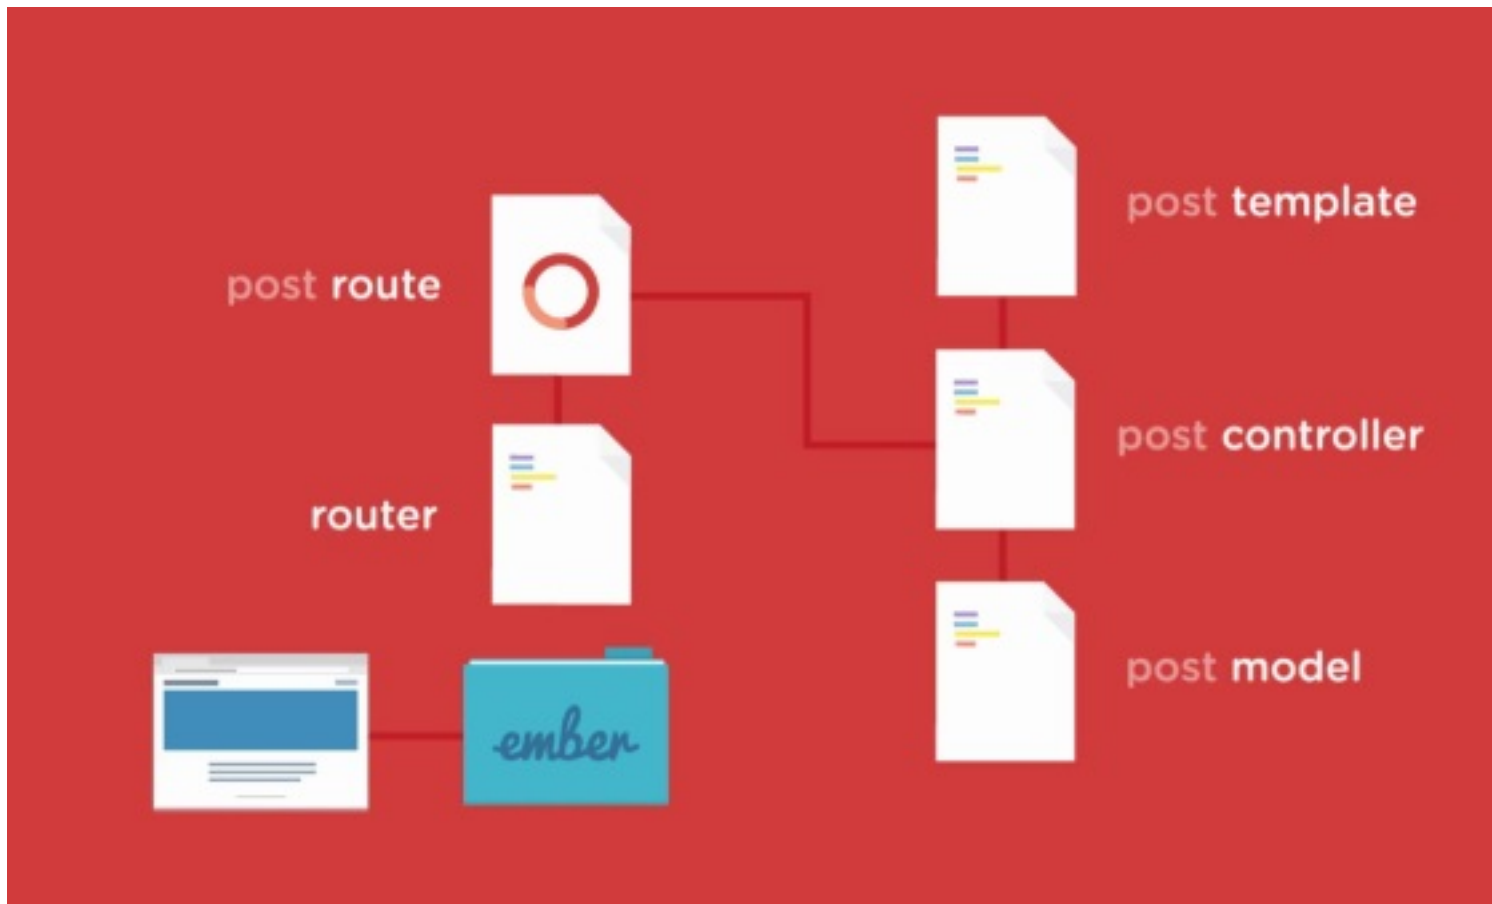 post template
post route
post controller
router
post model
ember